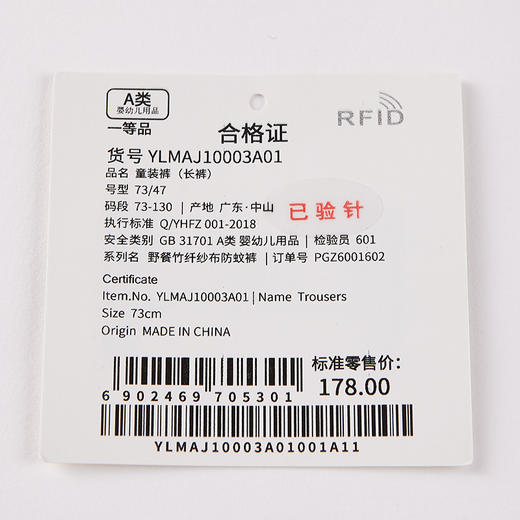 A类
婴幼儿用品
一等品
合格证
RFID
货号 YLMAJ10003A01
品名 童装裤（长裤）
号型 73/47
码段 73-130 | 产地 广东·中山
已验针
执行标准 Q/YHFZ 001-2018
安全类别 GB 31701 A类 婴幼儿用品 | 检验员 601
系列名 野餐竹纤纱布防蚊裤 | 订单号 PGZ6001602
Certificate
Item.No. YLMAJ10003A01 | Name Trousers
Size 73cm
Origin MADE IN CHINA
标准零售价：
178.00
6 902469 705301
YLMAJ10003A01001A11